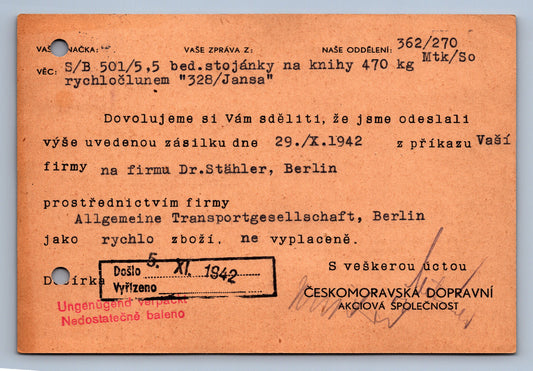 VAŠ NAČKA: VAŠE ZPRÁVA Z: NAŠE ODDĚLENÍ: 362/270
Mtk/So
VĚC: S/B 501/5,5 bed.stojánky na knihy 470 kg
rychločlunem "328/Jansa"
Dovolujeme si Vám sděliti, že jsme odeslali
výše uvedenou zásilku dne 29./X.1942 z příkazu Vaší
firmy na firmu Dr.Stähler, Berlin
prostřednictvím firmy
Allgemeine Transportgesellschaft, Berlin
jako rychlo zboží, ne vyplaceně.
S veškerou úctou
Dobírka
Došlo 5. XI. 1942
Vyřízeno
ČESKOMORAVSKÁ DOPRAVNÍ
AKCIOVÁ SPOLEČNOST
Ungenügend verpackt
Nedostatečně baleno